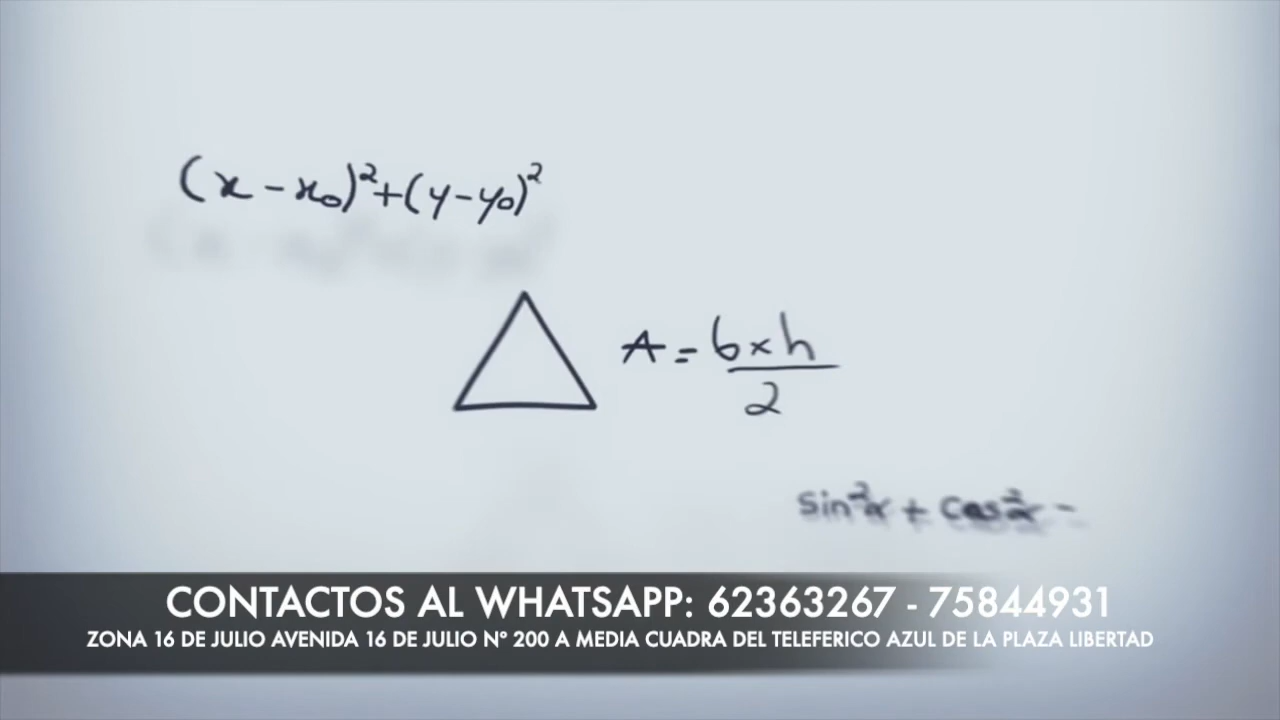 (x - x₀)² + (y - y₀)²
A = b x h / 2
sin²α + cos²α =
CONTACTOS AL WHATSAPP: 62363267 - 75844931
ZONA 16 DE JULIO AVENIDA 16 DE JULIO Nº 200 A MEDIA CUADRA DEL TELEFERICO AZUL DE LA PLAZA LIBERTAD